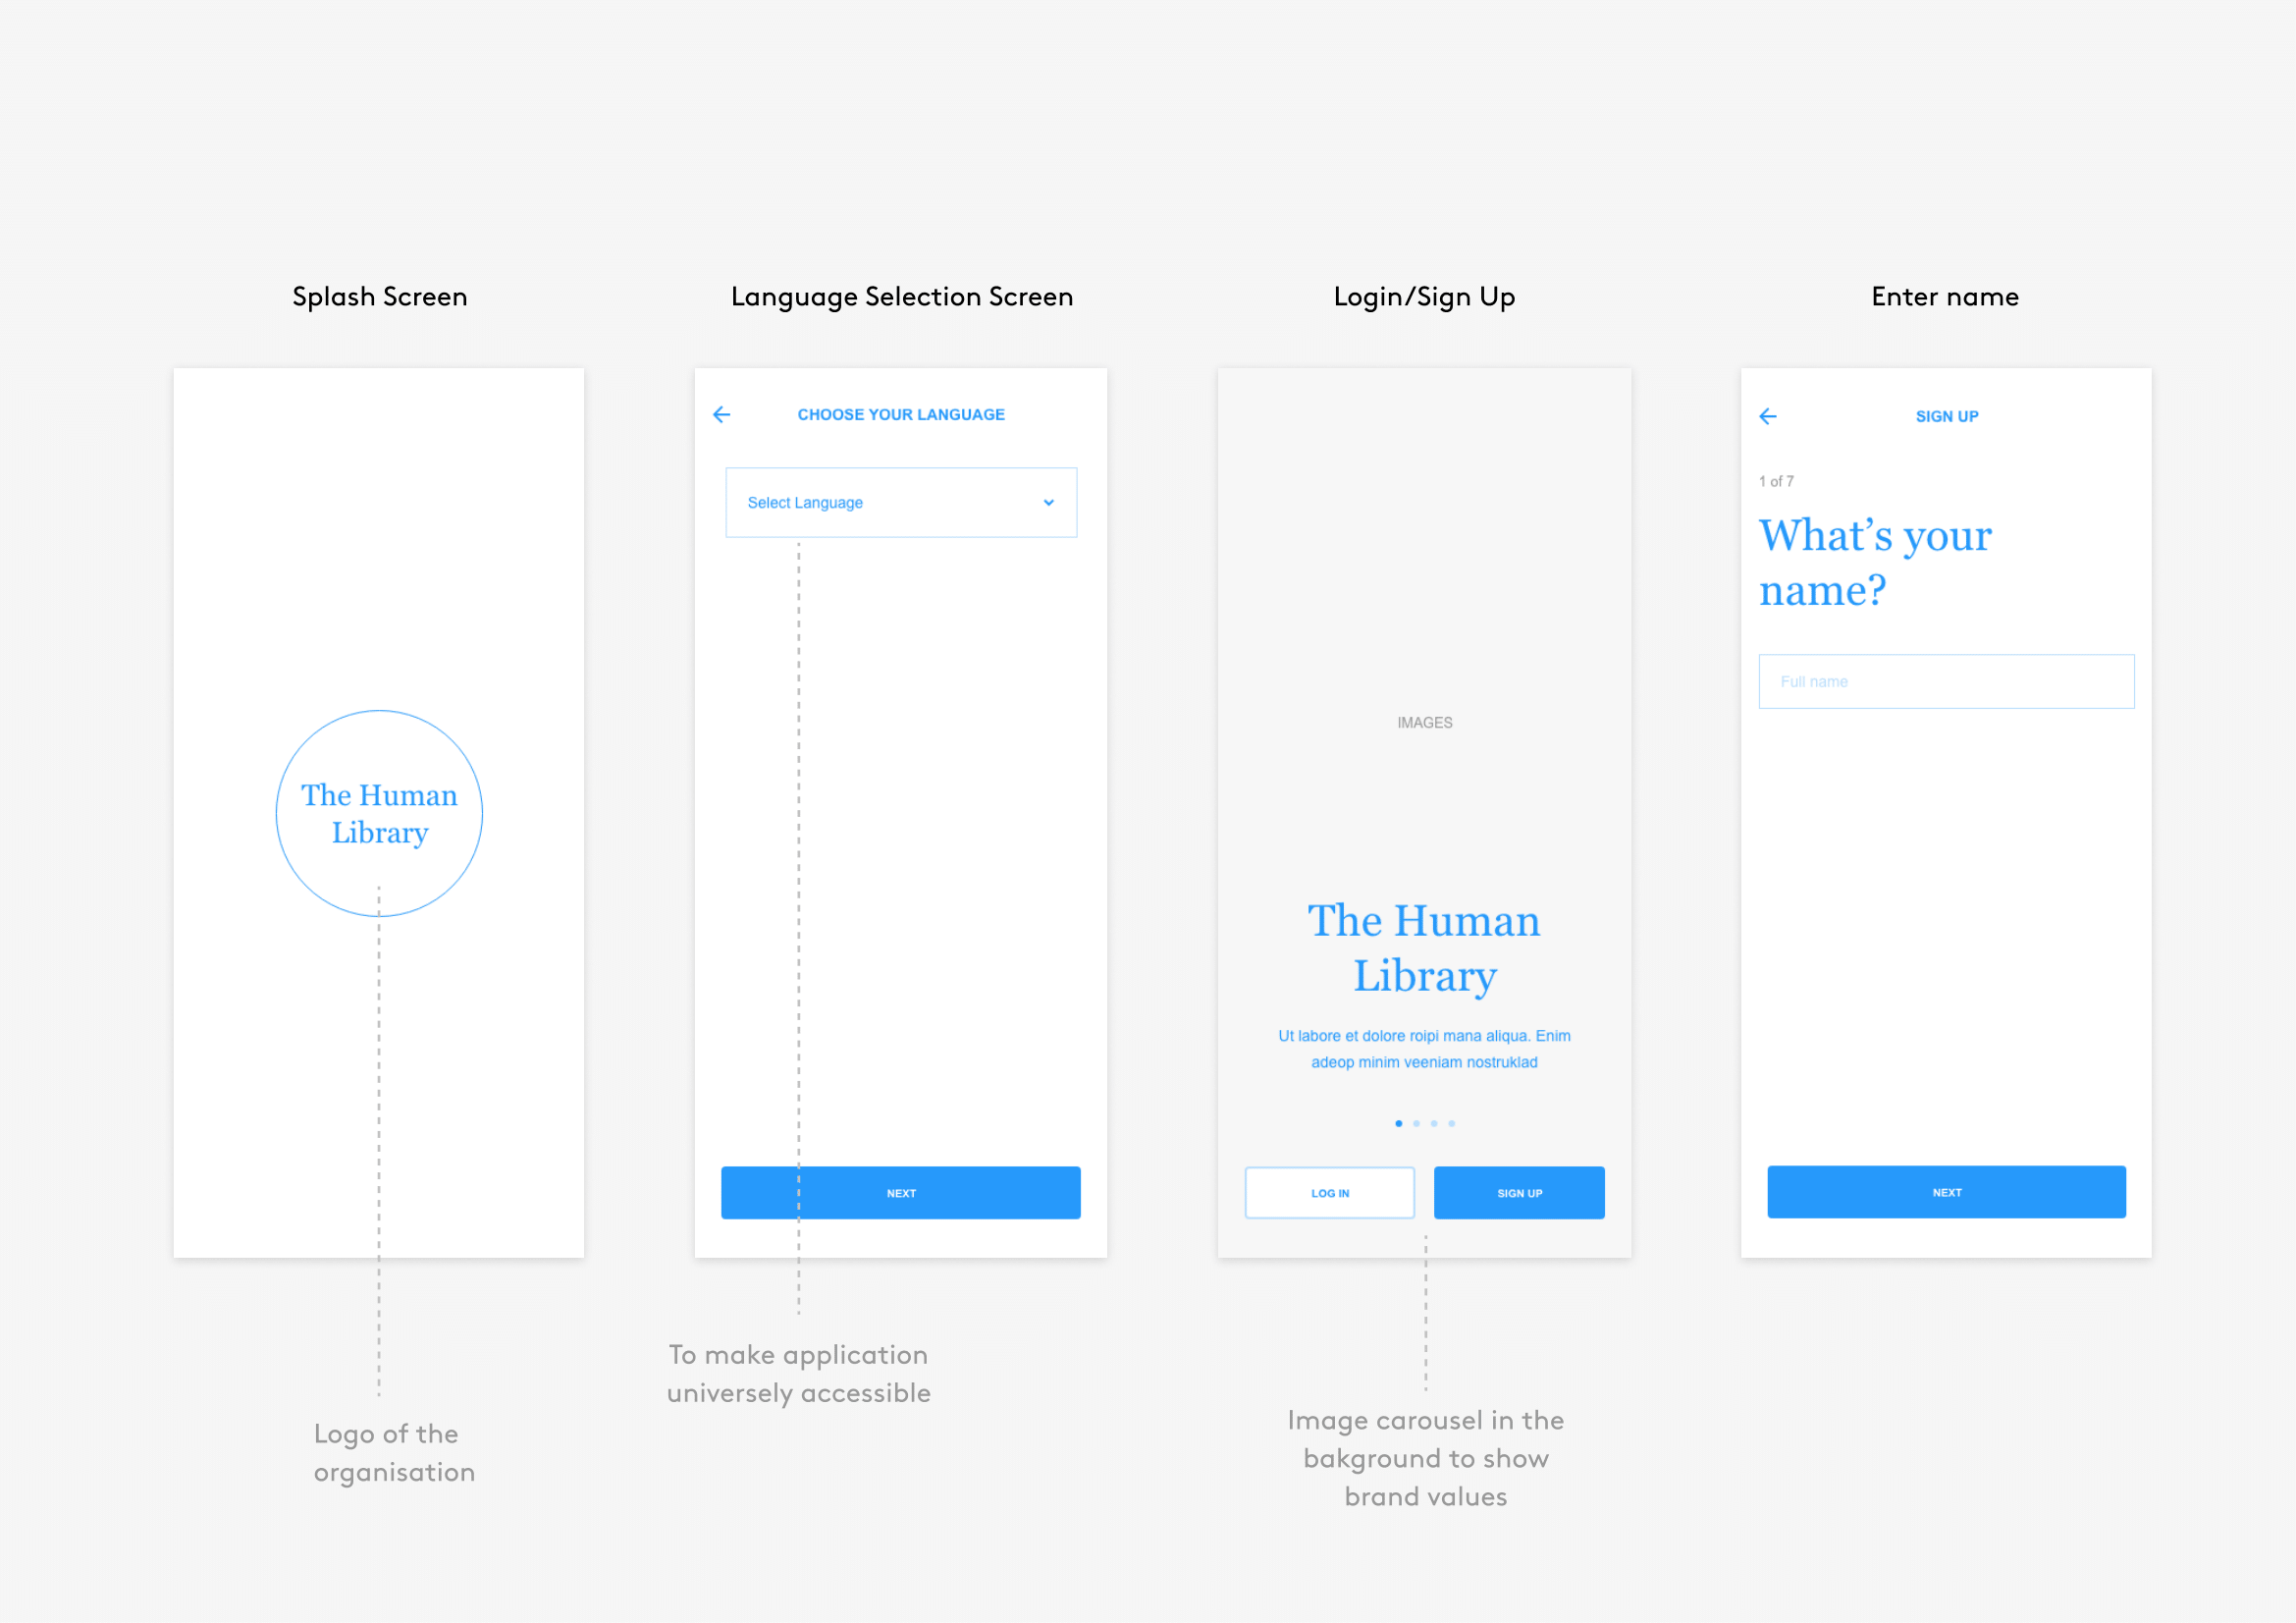 Splash Screen
Language Selection Screen
Login/Sign Up
Enter name
The Human
Library
Logo of the
organisation
CHOOSE YOUR LANGUAGE
Select Language
NEXT
To make application
universely accessible
IMAGES
The Human
Library
Ut labore et dolore roipi mana aliqua. Enim
adeop minim veeniam nostruklad
LOG IN
SIGN UP
Image carousel in the
bakground to show
brand values
SIGN UP
1 of 7
What’s your
name?
Full name
NEXT